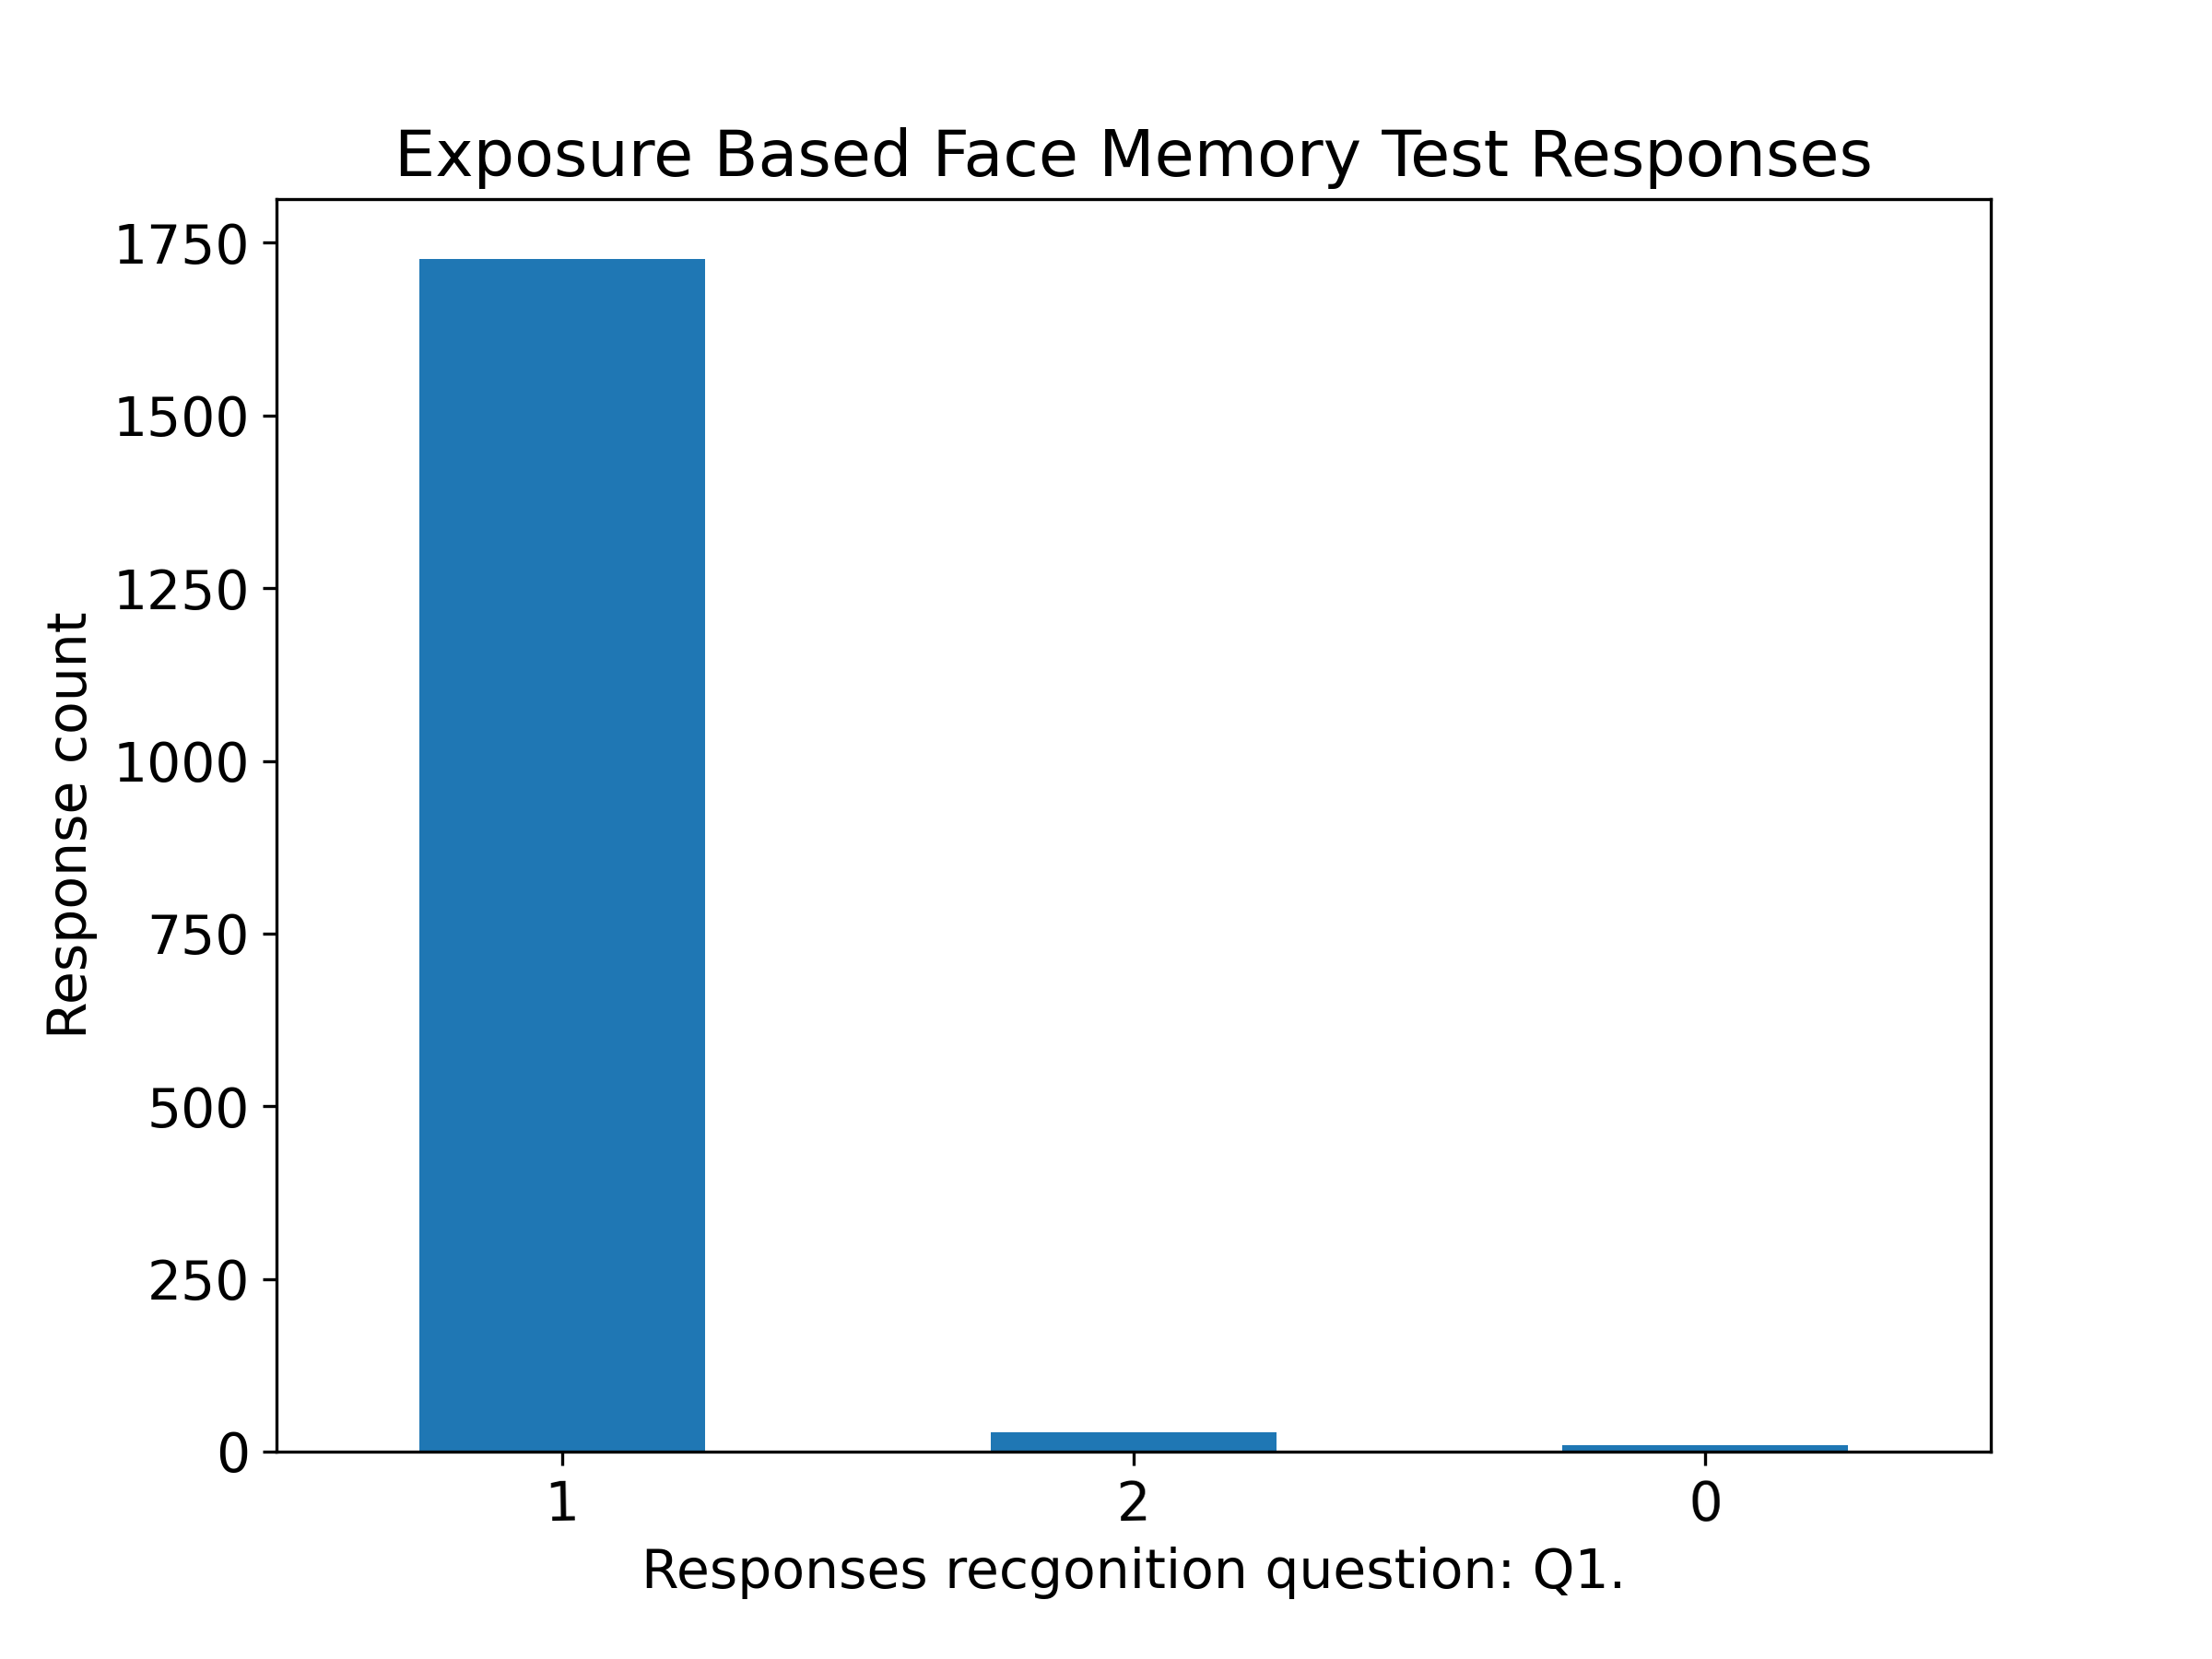 Exposure Based Face Memory Test Responses
1750
1500
1250
1000
750
500
250
0
Response count
1 2 0
Responses recgonition question: Q1.